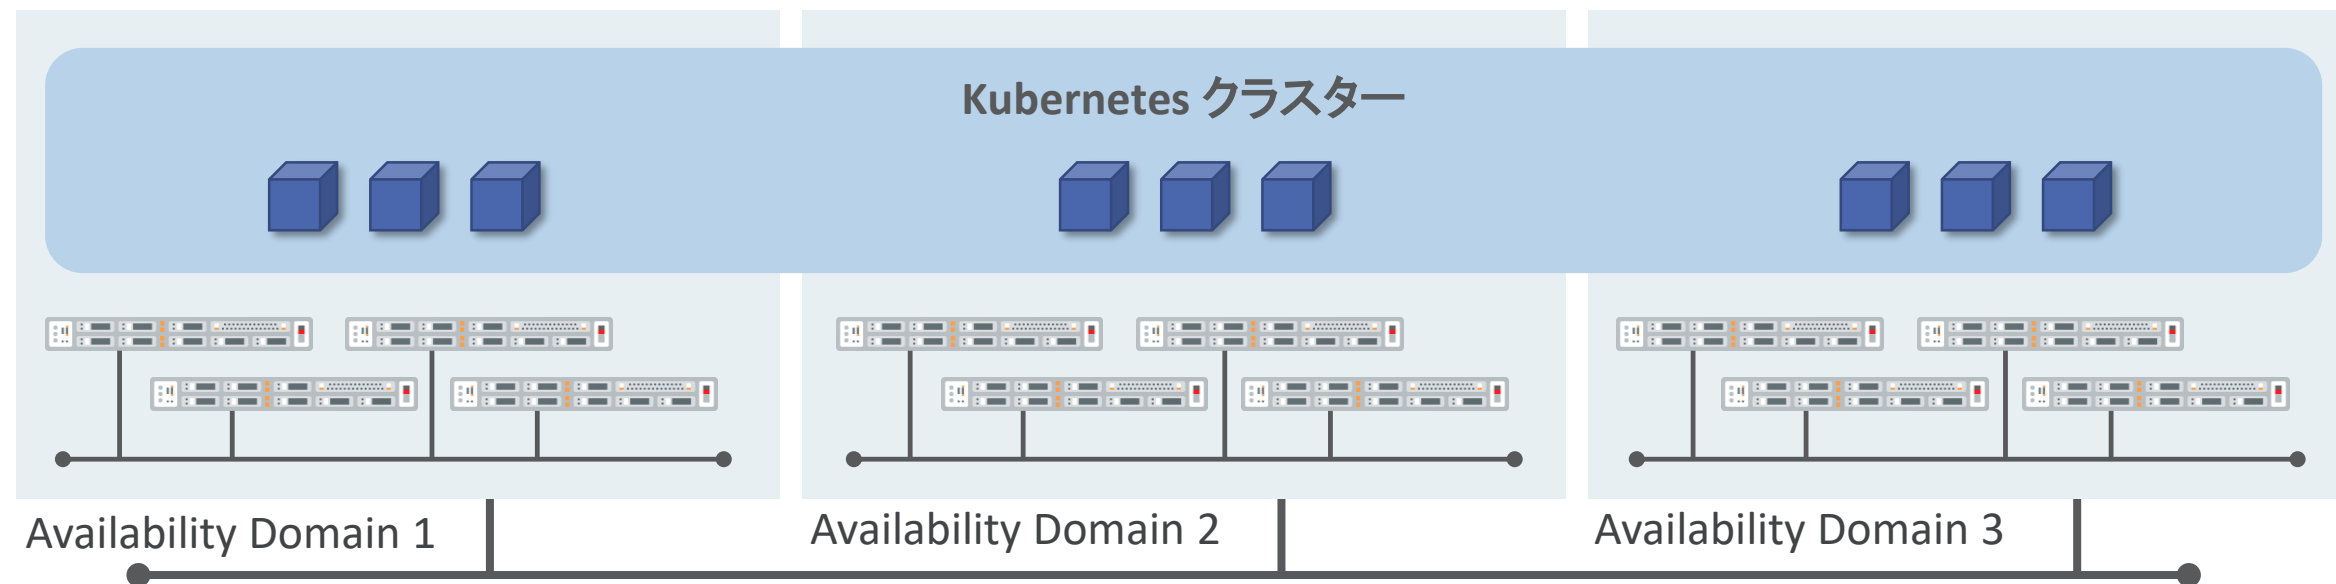 Kubernetes クラスター
Availability Domain 1
Availability Domain 2
Availability Domain 3